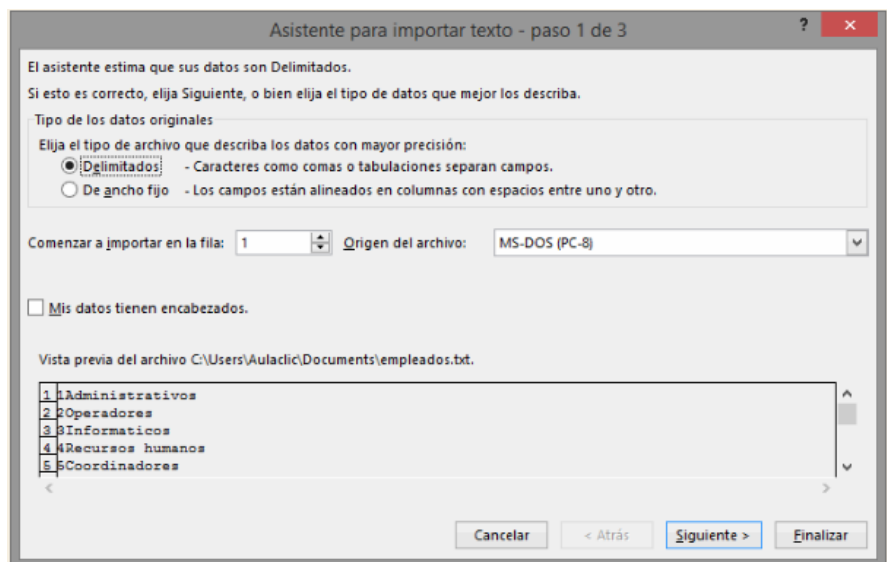 Asistente para importar texto - paso 1 de 3 ? ×
El asistente estima que sus datos son Delimitados.
Si esto es correcto, elija Siguiente, o bien elija el tipo de datos que mejor los describa.
Tipo de los datos originales
Elija el tipo de archivo que describa los datos con mayor precisión:
Delimitados - Caracteres como comas o tabulaciones separan campos.
De ancho fijo - Los campos están alineados en columnas con espacios entre uno y otro.
Comenzar a importar en la fila: 1 Origen del archivo: MS-DOS (PC-8)
Mis datos tienen encabezados.
Vista previa del archivo C:\Users\Aulaclic\Documents\empleados.txt.
1 1Administrativos
2 2Operadores
3 3Informaticos
4 4Recursos humanos
5 5Coordinadores
Cancelar < Atrás Siguiente > Finalizar